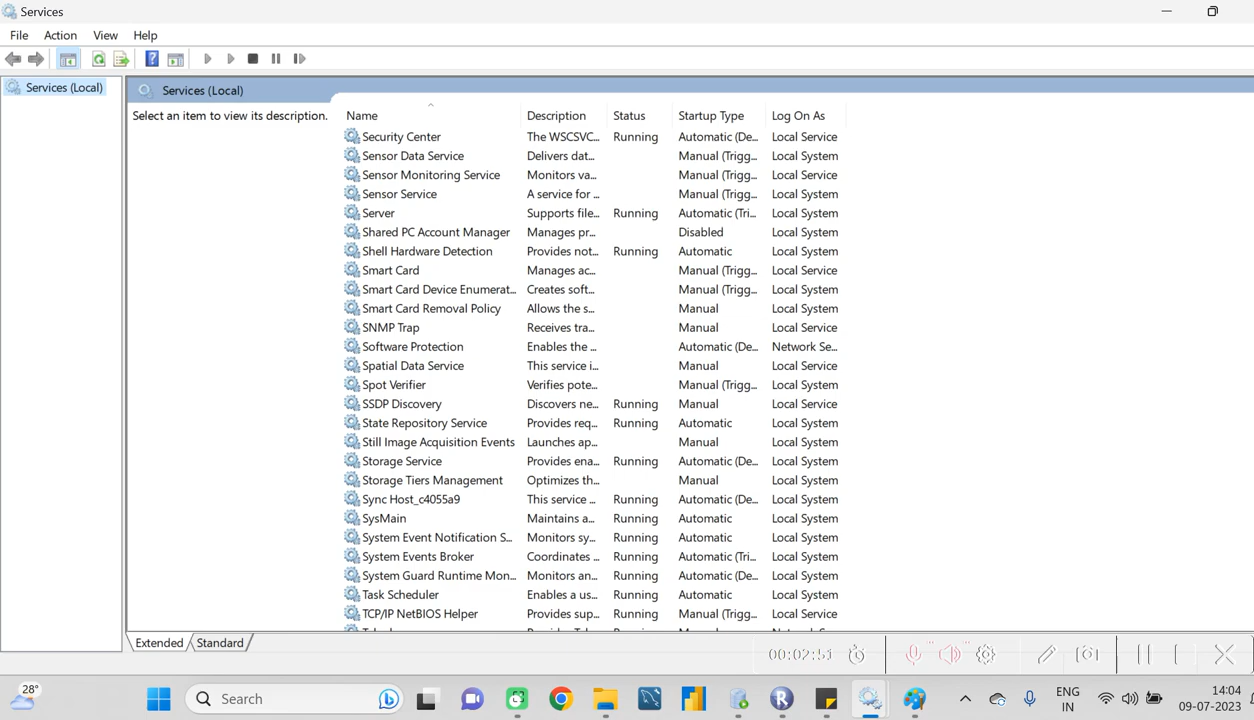 Services
File Action View Help
Services (Local)
Services (Local)
Select an item to view its description.
Name Description Status Startup Type Log On As
Security Center The WSCSVC... Running Automatic (De... Local Service
Sensor Data Service Delivers dat... Manual (Trigg... Local System
Sensor Monitoring Service Monitors va... Manual (Trigg... Local Service
Sensor Service A service for ... Manual (Trigg... Local System
Server Supports file... Running Automatic (Tri... Local System
Shared PC Account Manager Manages pr... Disabled Local System
Shell Hardware Detection Provides not... Running Automatic Local System
Smart Card Manages ac... Manual (Trigg... Local Service
Smart Card Device Enumerat... Creates soft... Manual (Trigg... Local System
Smart Card Removal Policy Allows the s... Manual Local System
SNMP Trap Receives tra... Manual Local Service
Software Protection Enables the ... Automatic (De... Network Se...
Spatial Data Service This service i... Manual Local Service
Spot Verifier Verifies pote... Manual (Trigg... Local System
SSDP Discovery Discovers ne... Running Manual Local Service
State Repository Service Provides req... Running Automatic Local System
Still Image Acquisition Events Launches ap... Manual Local System
Storage Service Provides ena... Running Automatic (De... Local System
Storage Tiers Management Optimizes th... Manual Local System
Sync Host_c4055a9 This service ... Running Automatic (De... Local System
SysMain Maintains a... Running Automatic Local System
System Event Notification S... Monitors sy... Running Automatic Local System
System Events Broker Coordinates ... Running Automatic (Tri... Local System
System Guard Runtime Mon... Monitors an... Running Automatic (De... Local System
Task Scheduler Enables a us... Running Automatic Local System
TCP/IP NetBIOS Helper Provides sup... Running Manual (Trigg... Local Service
Extended Standard
00:02:51
28°
Search
ENG
IN
14:04
09-07-2023